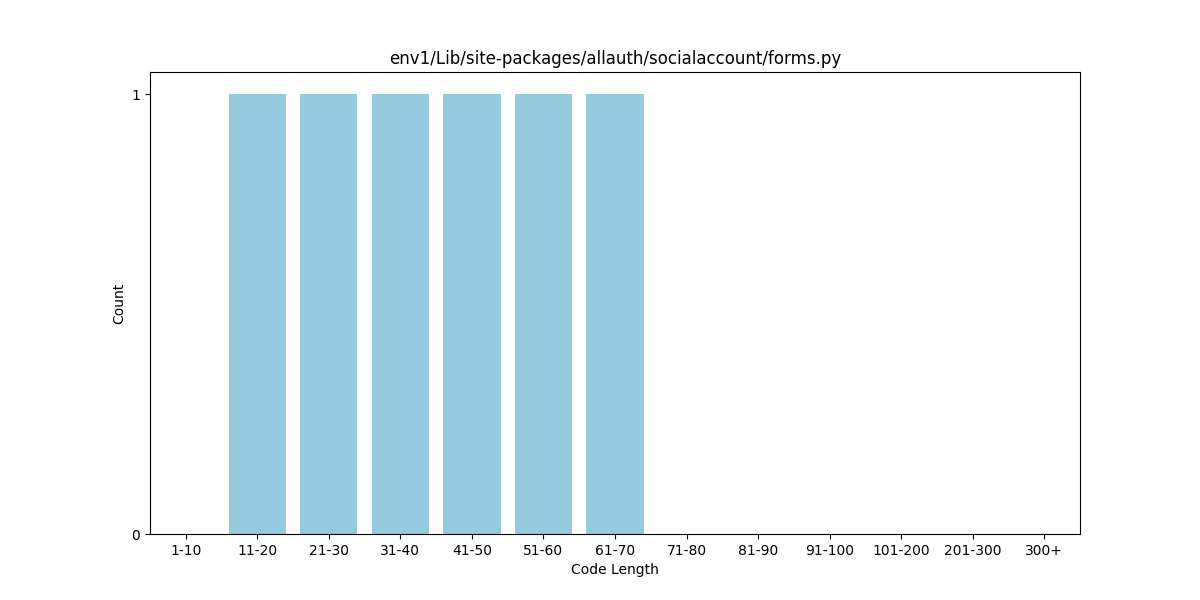 env1/Lib/site-packages/allauth/socialaccount/forms.py
1
Count
0
1-10 11-20 21-30 31-40 41-50 51-60 61-70 71-80 81-90 91-100 101-200 201-300 300+
Code Length